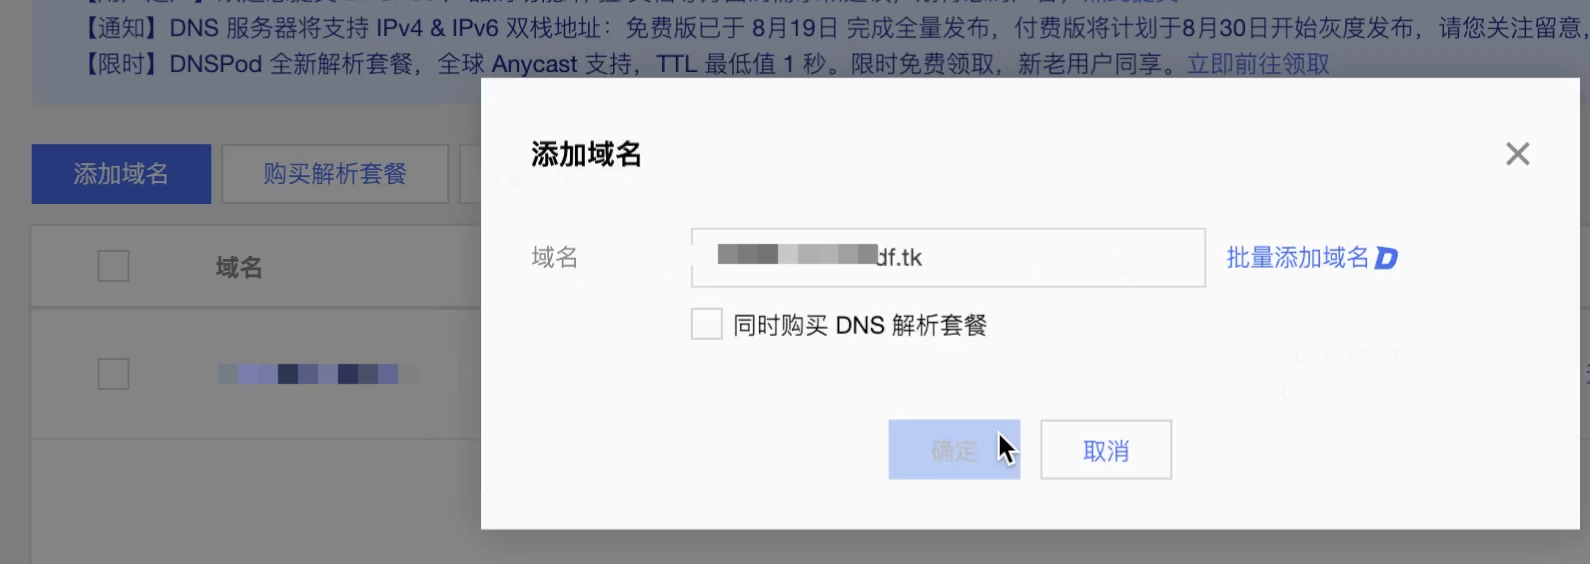 【通知】DNS 服务器将支持 IPv4 & IPv6 双栈地址：免费版已于 8月19日 完成全量发布，付费版将计划于8月30日开始灰度发布，请您关注留意，
【限时】DNSPod 全新解析套餐，全球 Anycast 支持，TTL 最低值 1 秒。限时免费领取，新老用户同享。立即前往领取
添加域名
购买解析套餐
添加域名
域名
域名
df.tk
批量添加域名
同时购买 DNS 解析套餐
确定
取消